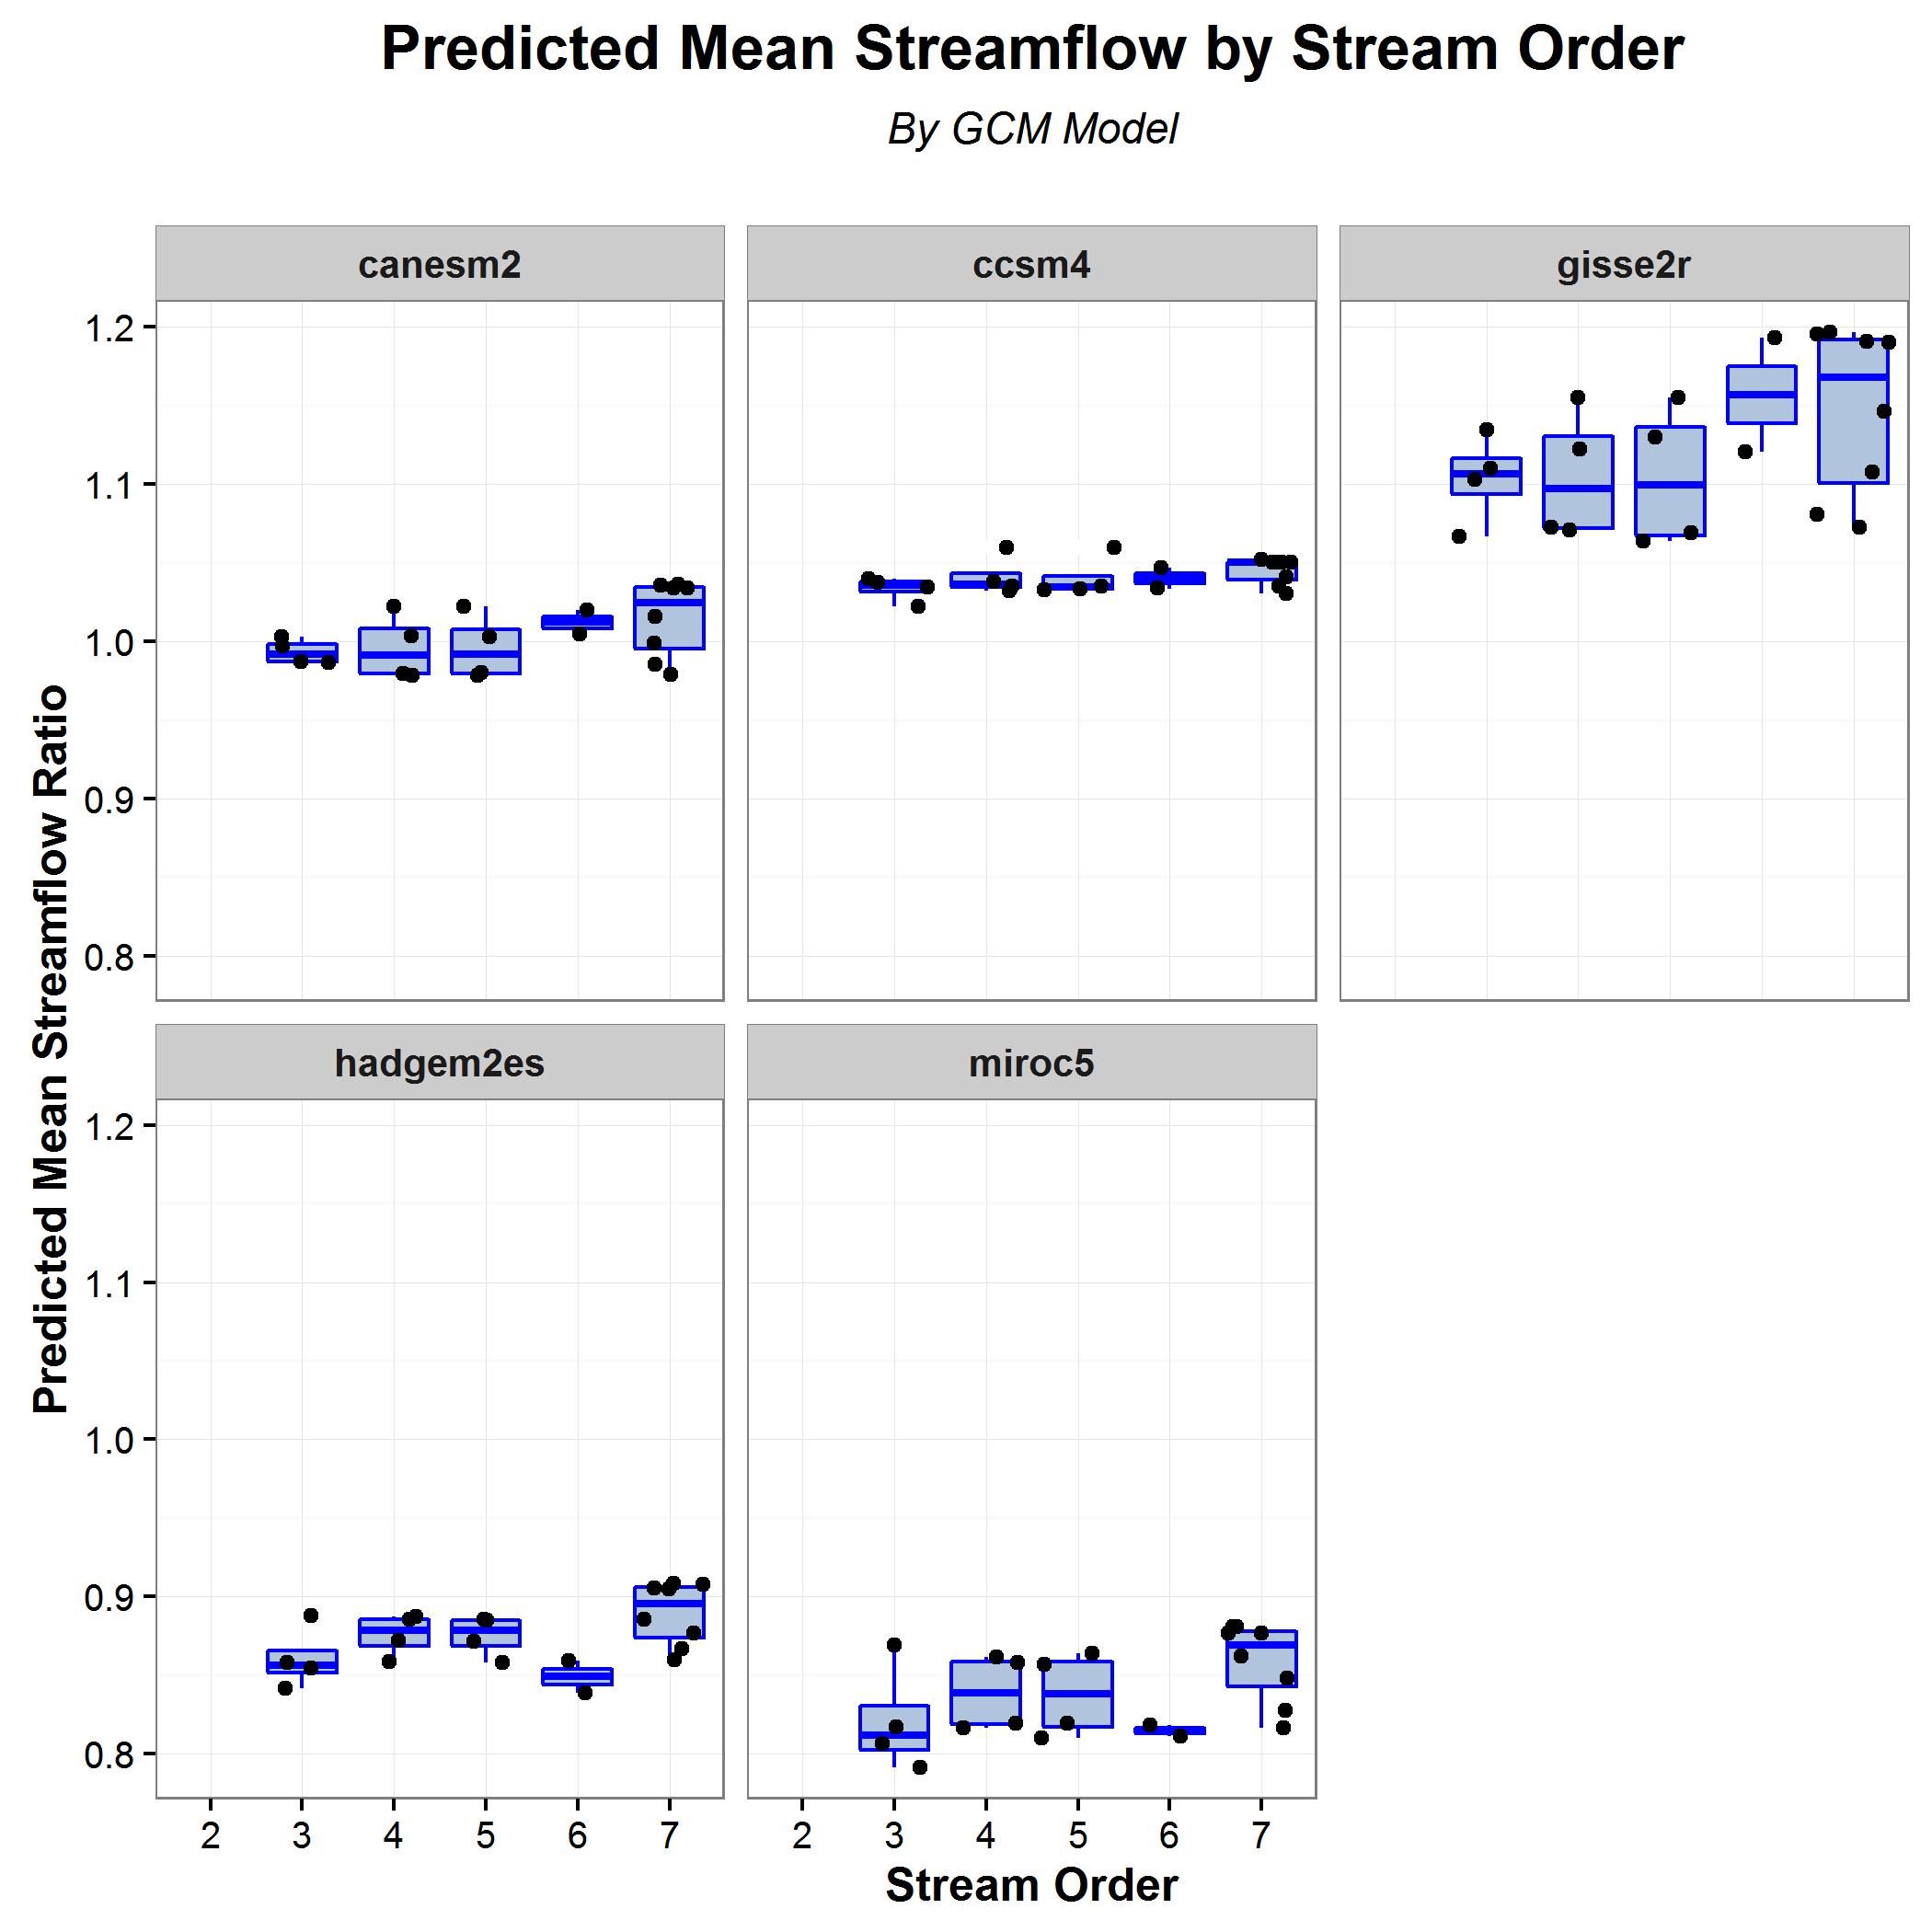 Predicted Mean Streamflow by Stream Order
By GCM Model
canesm2
ccsm4
gisse2r
1.2
1.1
1.0
0.9
0.8
hadgem2es
miroc5
1.2
1.1
1.0
0.9
0.8
2 3 4 5 6 7
2 3 4 5 6 7
Stream Order
Predicted Mean Streamflow Ratio